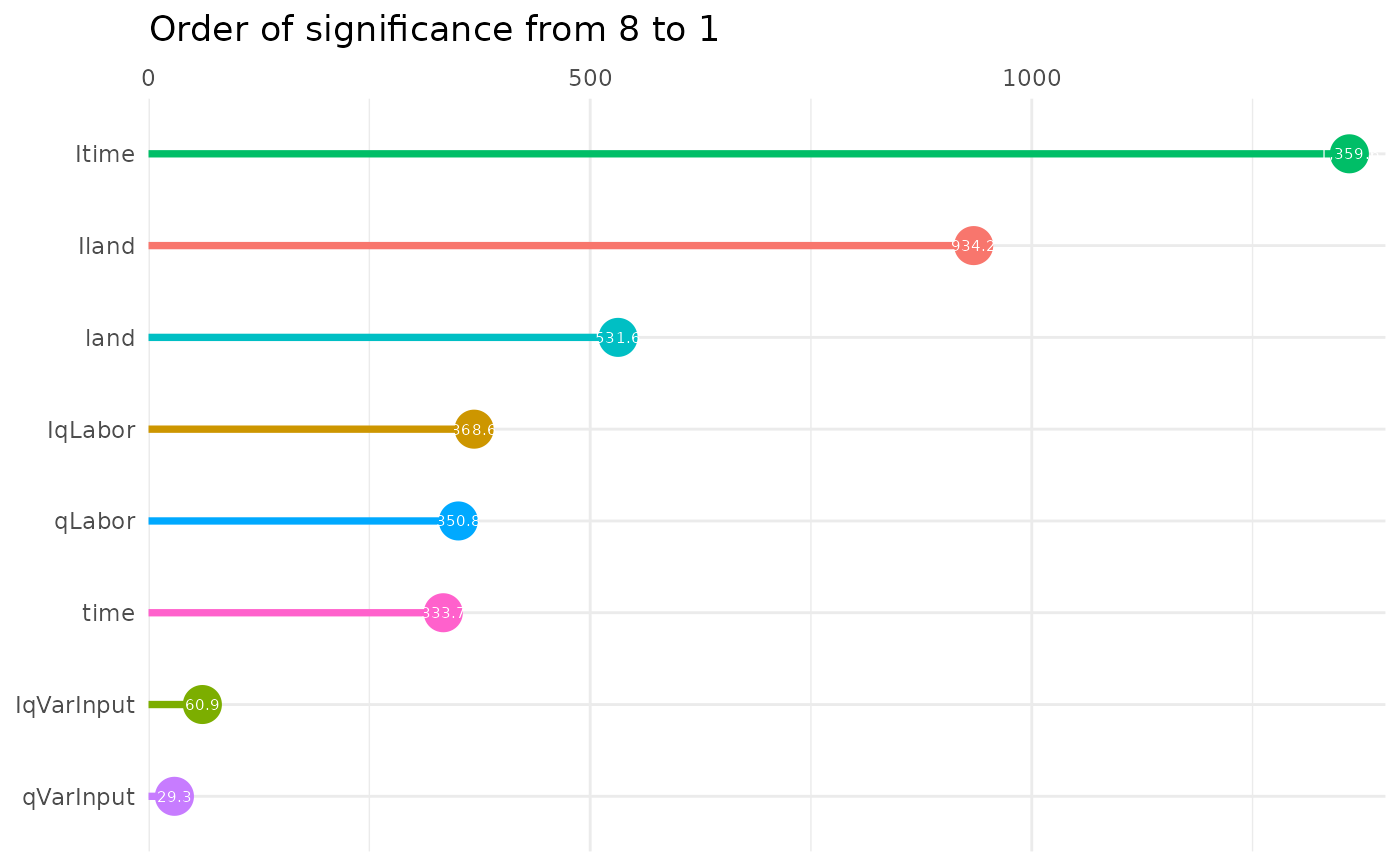 Order of significance from 8 to 1
0 500 1000
ltime
359.
lland
934.2
land
531.6
lqLabor
368.6
qLabor
350.8
time
333.7
lqVarInput
60.9
qVarInput
29.3